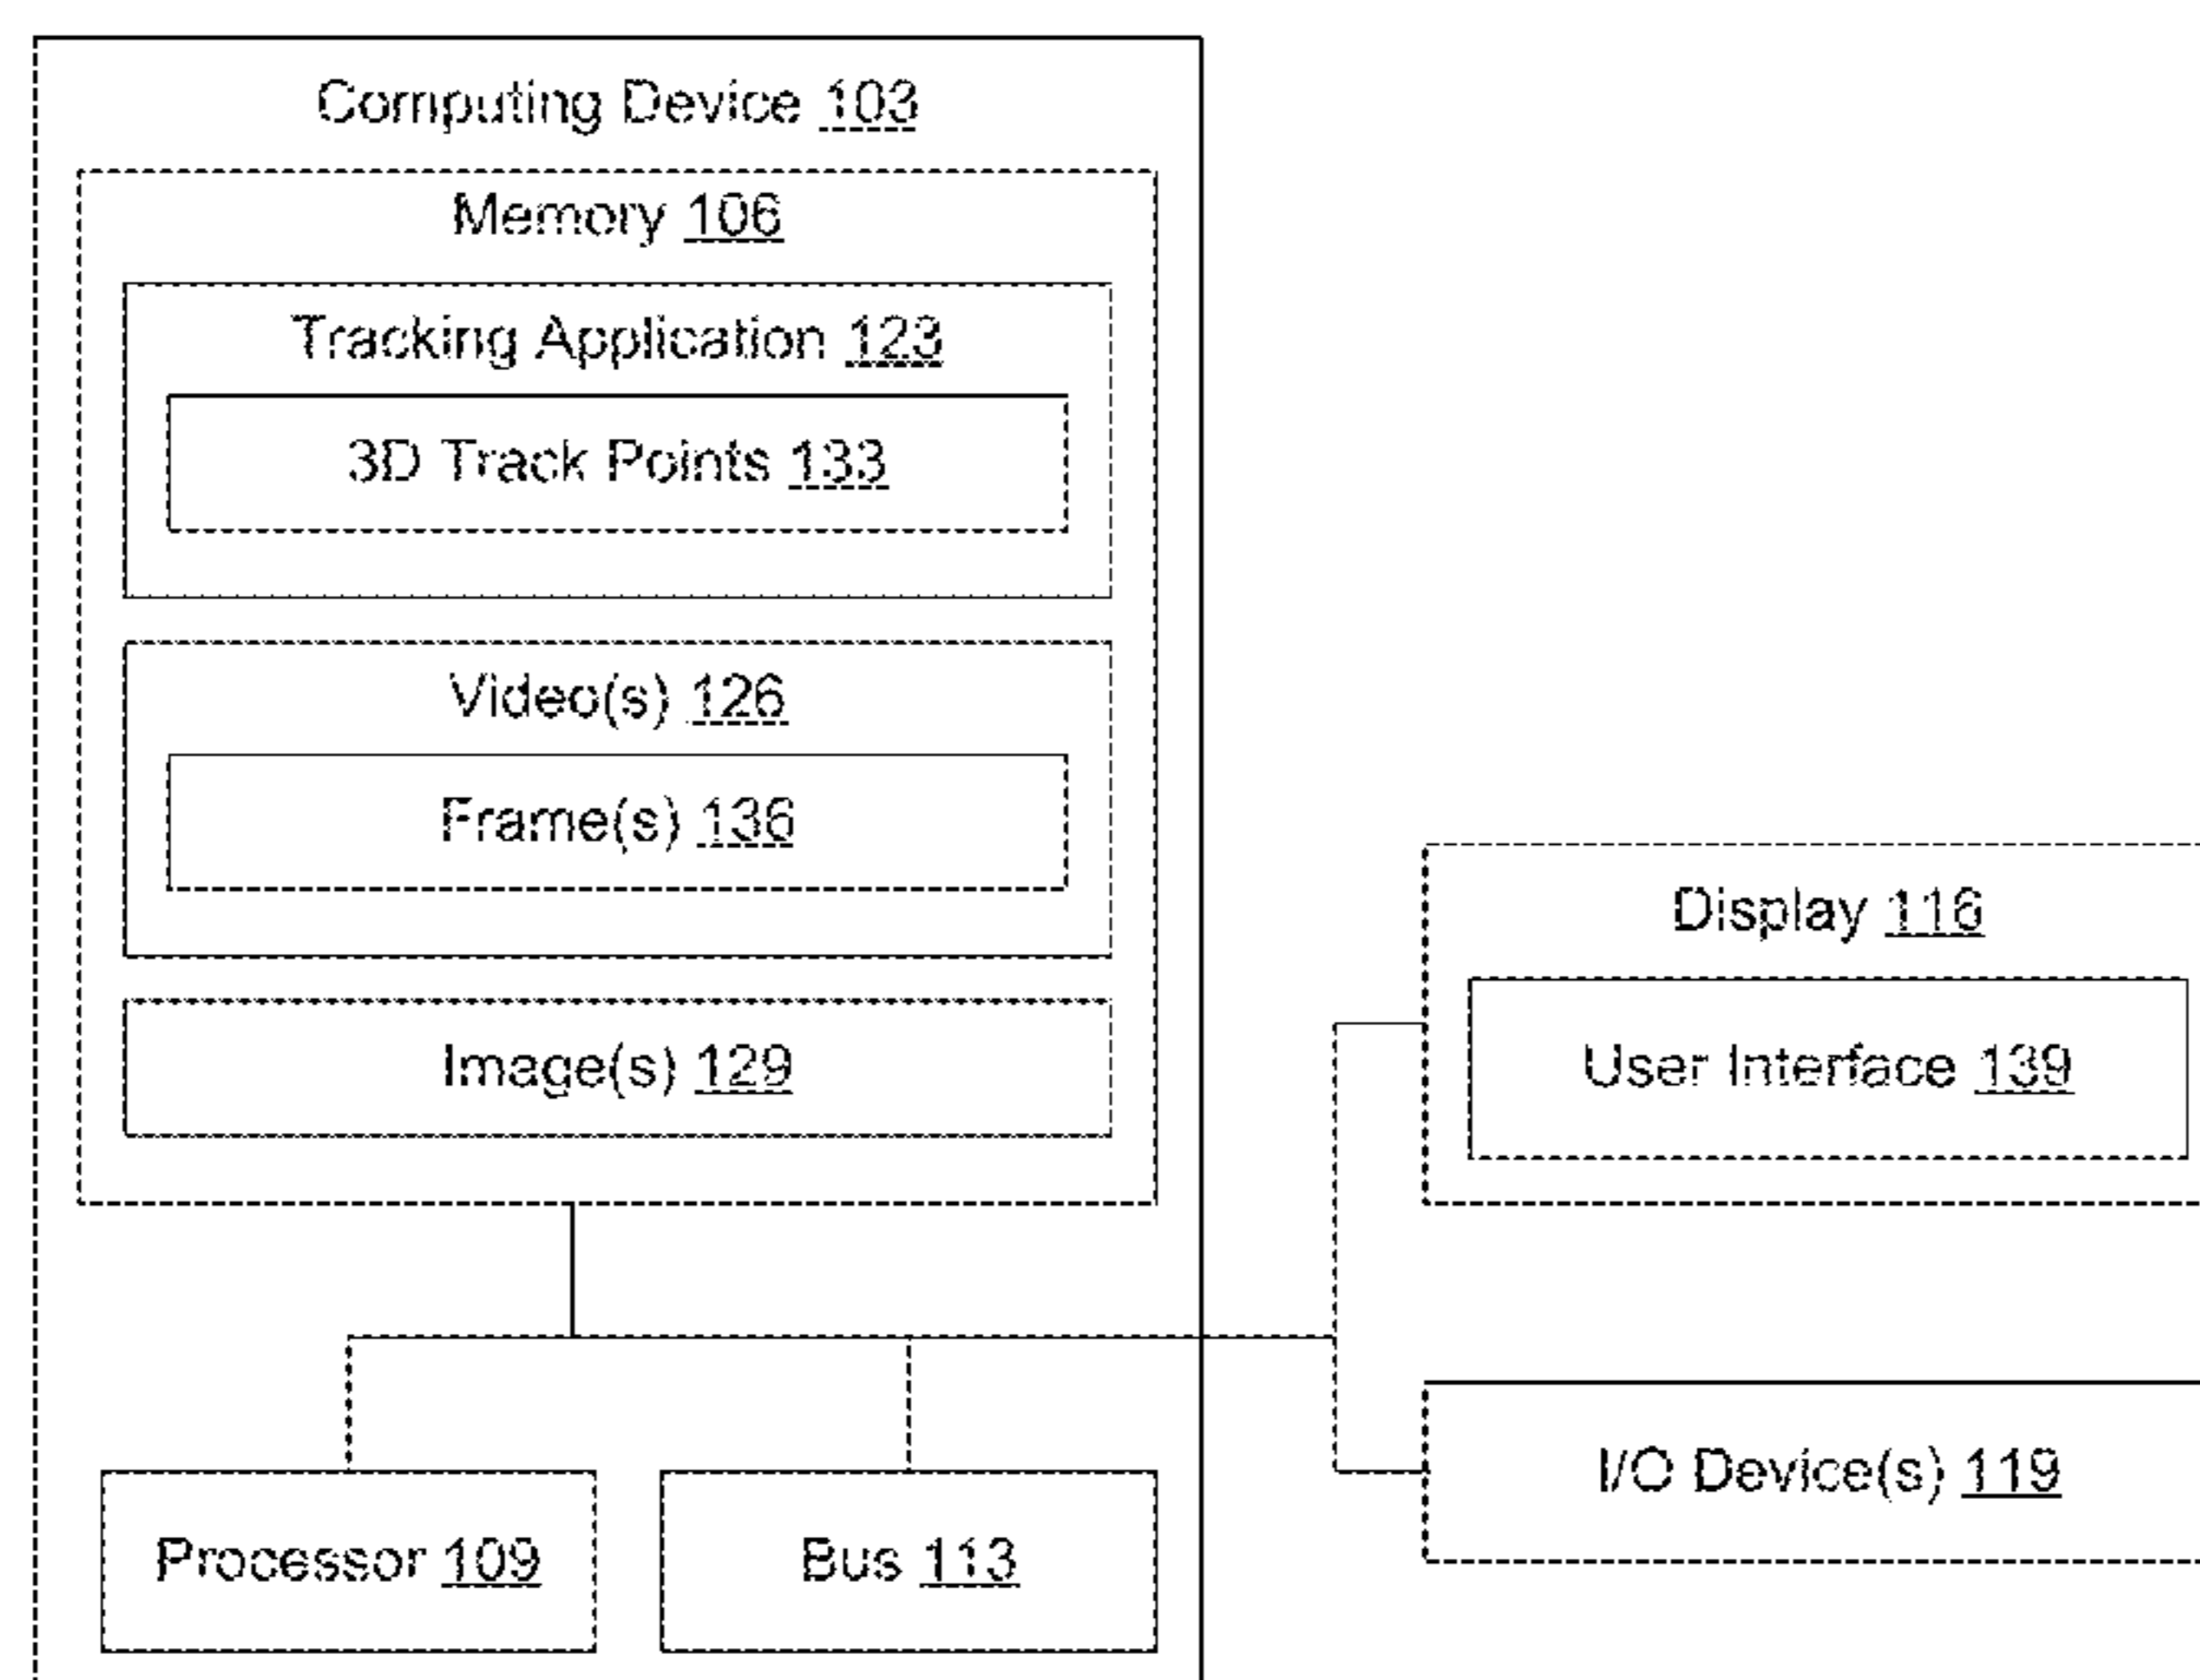 Computing Device 103
Memory 106
Tracking Application 123
3D Track Points 133
Video(s) 126
Frame(s) 136
Image(s) 129
Display 116
User Interface 139
I/O Device(s) 119
Processor 109
Bus 113